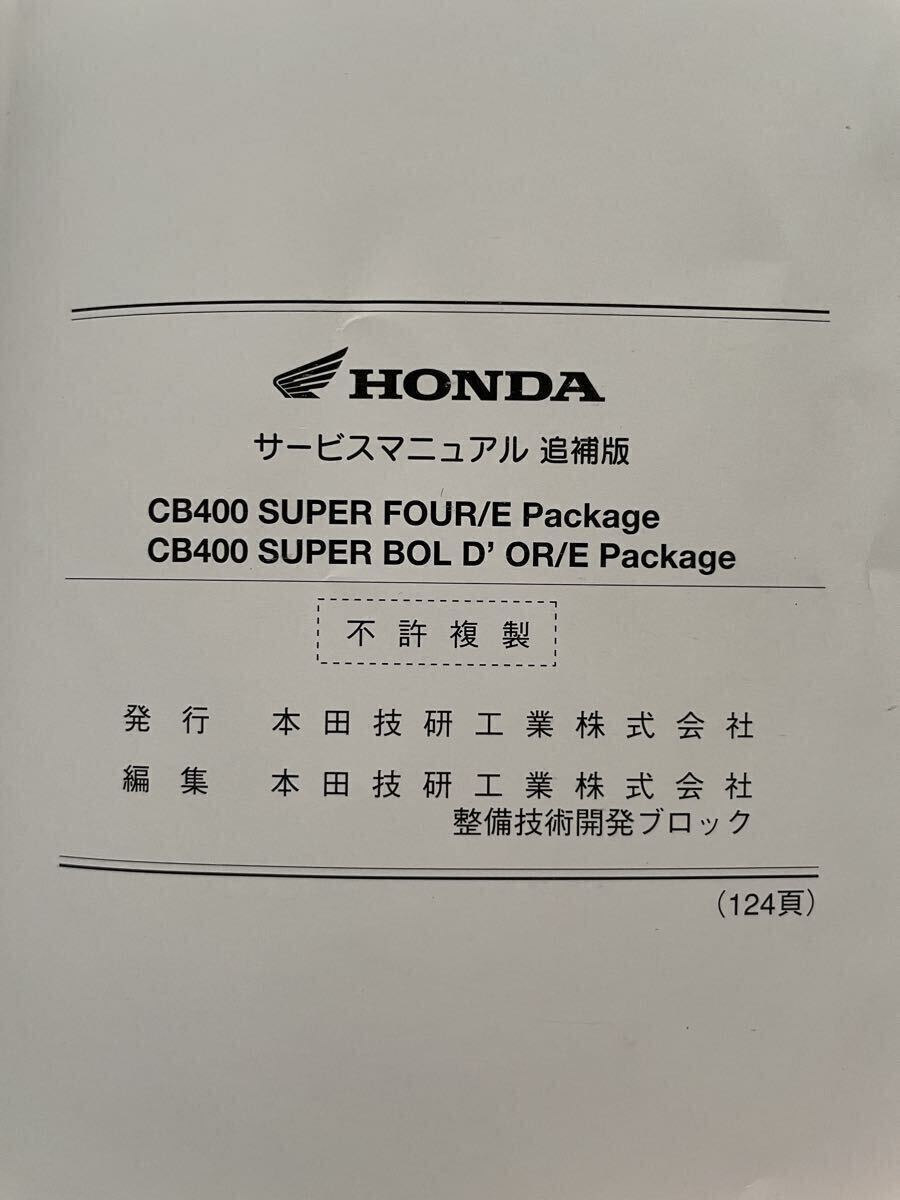 HONDA
サービスマニュアル 追補版
CB400 SUPER FOUR/E Package
CB400 SUPER BOL D' OR/E Package
不許複製
発行 本田技研工業株式会社
編集 本田技研工業株式会社
整備技術開発ブロック
(124頁)